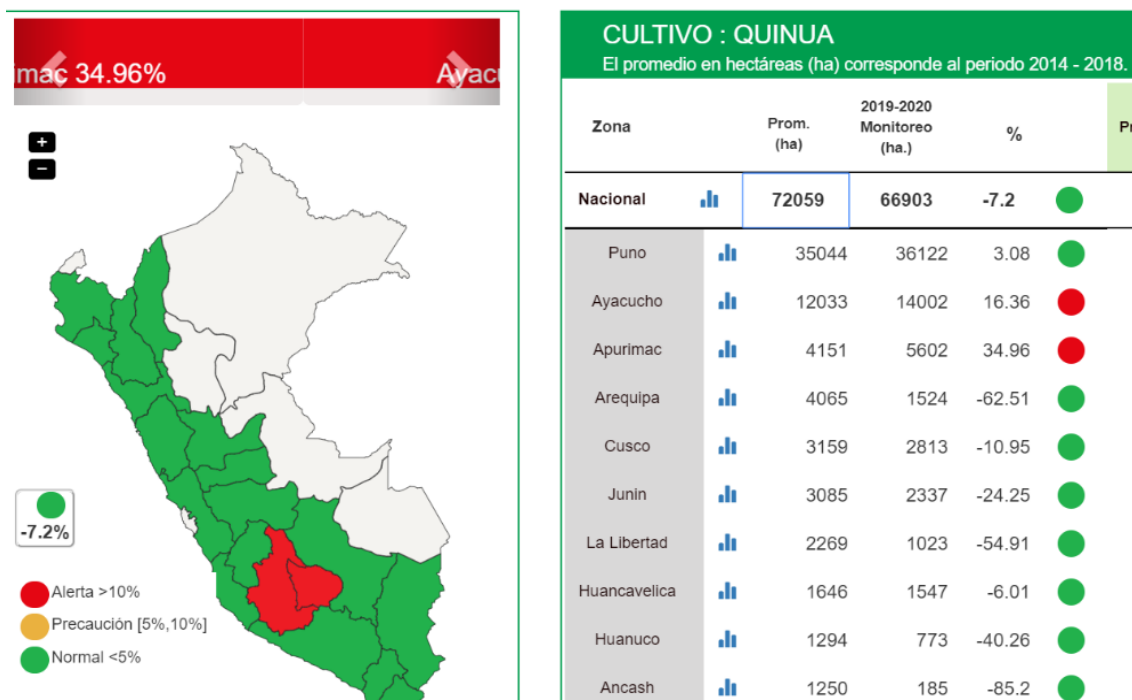 imac 34.96%
Ayacu
+
−
-7.2%
Alerta >10%
Precaución [5%,10%]
Normal <5%
CULTIVO : QUINUA
El promedio en hectáreas (ha) corresponde al periodo 2014 - 2018.
Zona Prom. (ha) 2019-2020 Monitoreo (ha.) %
Nacional 72059 66903 -7.2
Puno 35044 36122 3.08
Ayacucho 12033 14002 16.36
Apurimac 4151 5602 34.96
Arequipa 4065 1524 -62.51
Cusco 3159 2813 -10.95
Junin 3085 2337 -24.25
La Libertad 2269 1023 -54.91
Huancavelica 1646 1547 -6.01
Huanuco 1294 773 -40.26
Ancash 1250 185 -85.2